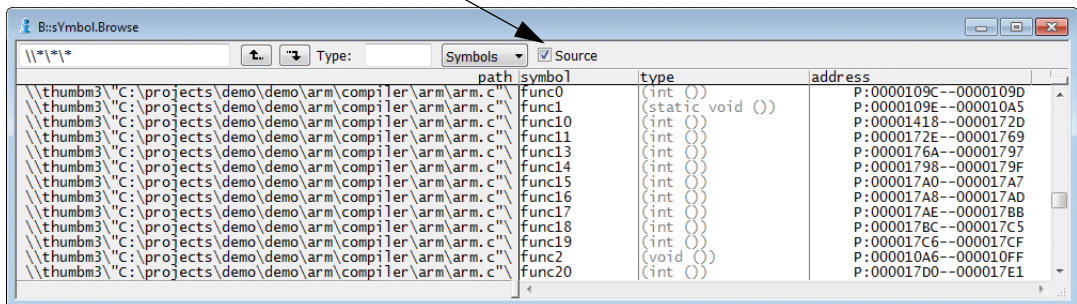 B::sYmbol.Browse
\\*\*\* Type: Symbols Source
path symbol type address
\\thumbm3\"C:\projects\demo\demo\arm\compiler\arm\arm.c"\ func0 (int ()) P:0000109C--0000109D
\\thumbm3\"C:\projects\demo\demo\arm\compiler\arm\arm.c"\ func1 (static void ()) P:0000109E--000010A5
\\thumbm3\"C:\projects\demo\demo\arm\compiler\arm\arm.c"\ func10 (int ()) P:00001418--0000172D
\\thumbm3\"C:\projects\demo\demo\arm\compiler\arm\arm.c"\ func11 (int ()) P:0000172E--00001769
\\thumbm3\"C:\projects\demo\demo\arm\compiler\arm\arm.c"\ func13 (int ()) P:0000176A--00001797
\\thumbm3\"C:\projects\demo\demo\arm\compiler\arm\arm.c"\ func14 (int ()) P:00001798--0000179F
\\thumbm3\"C:\projects\demo\demo\arm\compiler\arm\arm.c"\ func15 (int ()) P:000017A0--000017A7
\\thumbm3\"C:\projects\demo\demo\arm\compiler\arm\arm.c"\ func16 (int ()) P:000017A8--000017AD
\\thumbm3\"C:\projects\demo\demo\arm\compiler\arm\arm.c"\ func17 (int ()) P:000017AE--000017BB
\\thumbm3\"C:\projects\demo\demo\arm\compiler\arm\arm.c"\ func18 (int ()) P:000017BC--000017C5
\\thumbm3\"C:\projects\demo\demo\arm\compiler\arm\arm.c"\ func19 (int ()) P:000017C6--000017CF
\\thumbm3\"C:\projects\demo\demo\arm\compiler\arm\arm.c"\ func2 (void ()) P:000010A6--000010FF
\\thumbm3\"C:\projects\demo\demo\arm\compiler\arm\arm.c"\ func20 (int ()) P:000017D0--000017E1